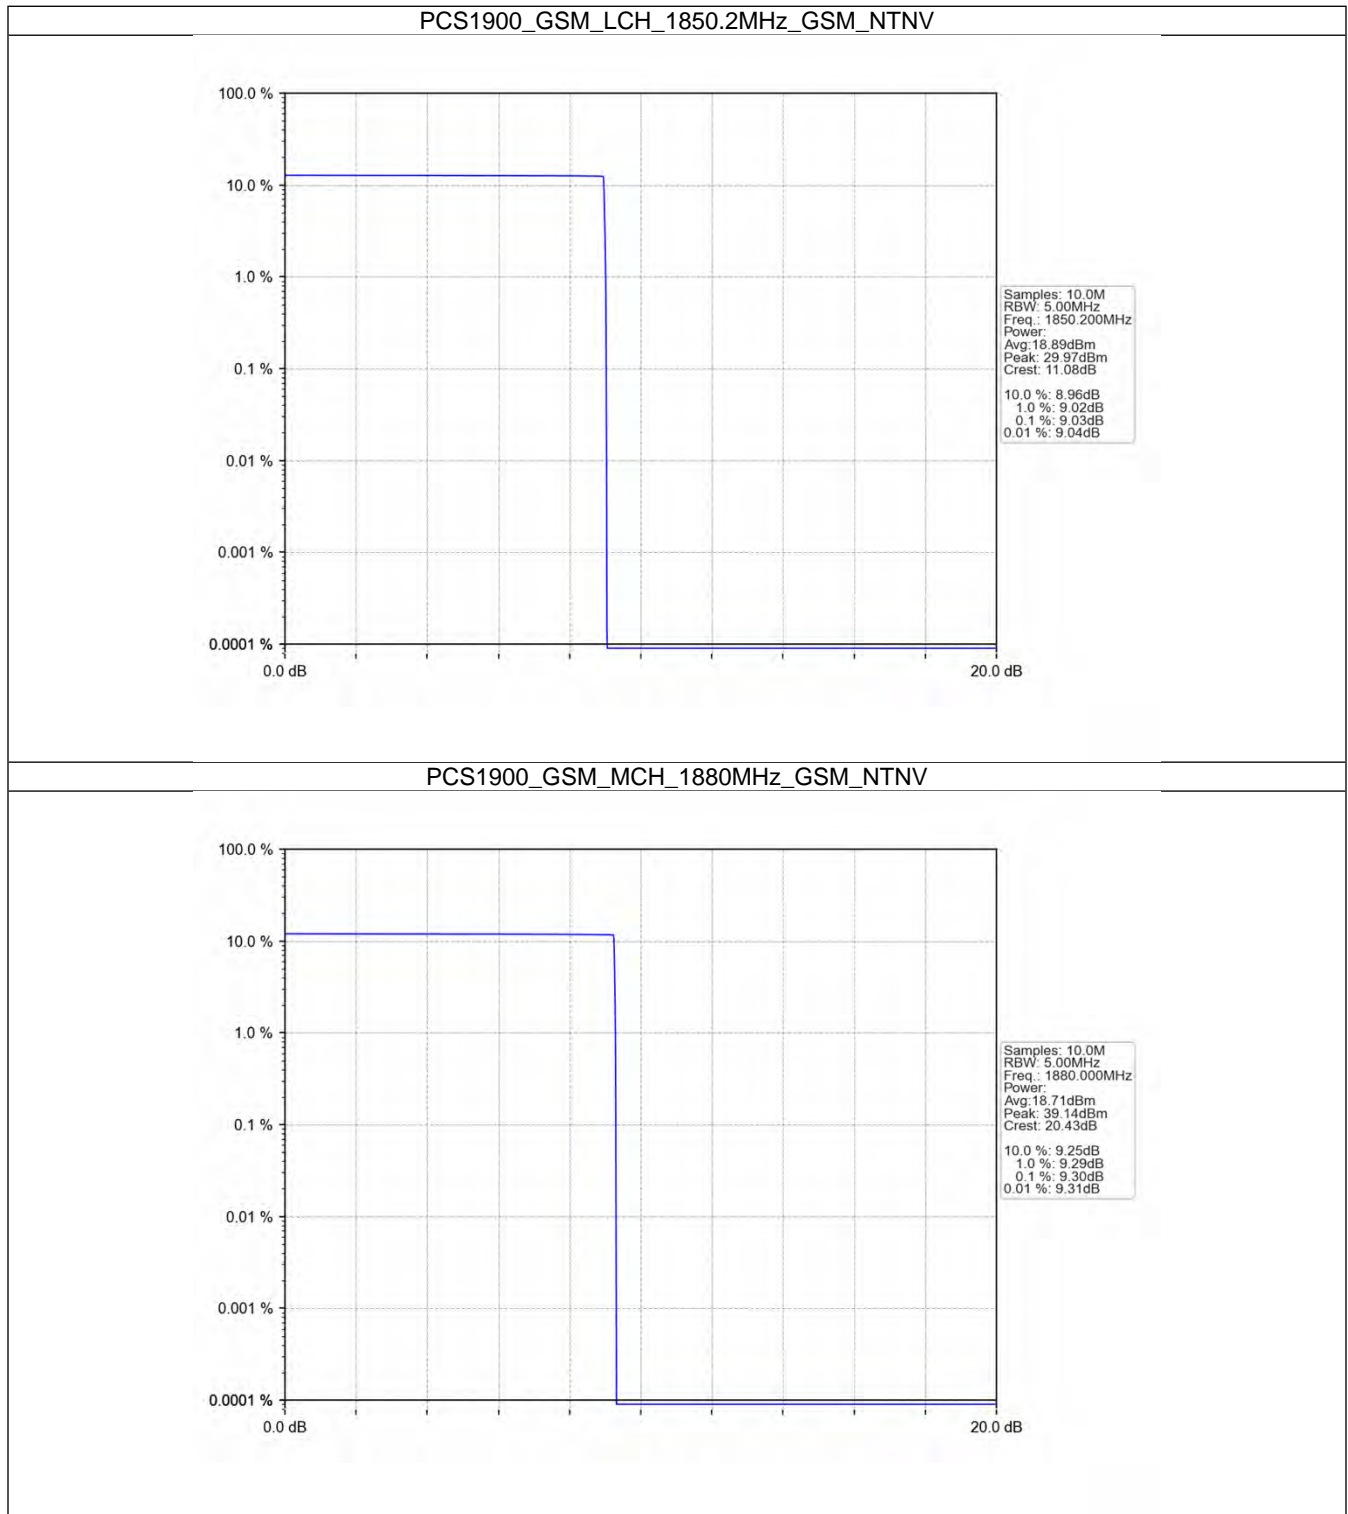 PCS1900_GSM_LCH_1850.2MHz_GSM_NTNV
100.0 %
10.0 %
1.0 %
0.1 %
0.01 %
0.001 %
0.0001 %
0.0 dB
20.0 dB
Samples: 10.0M
RBW: 5.00MHz
Freq.: 1850.200MHz
Power:
Avg:18.89dBm
Peak: 29.97dBm
Crest: 11.08dB
10.0 %: 8.96dB
1.0 %: 9.02dB
0.1 %: 9.03dB
0.01 %: 9.04dB
PCS1900_GSM_MCH_1880MHz_GSM_NTNV
100.0 %
10.0 %
1.0 %
0.1 %
0.01 %
0.001 %
0.0001 %
0.0 dB
20.0 dB
Samples: 10.0M
RBW: 5.00MHz
Freq.: 1880.000MHz
Power:
Avg:18.71dBm
Peak: 39.14dBm
Crest: 20.43dB
10.0 %: 9.25dB
1.0 %: 9.29dB
0.1 %: 9.30dB
0.01 %: 9.31dB